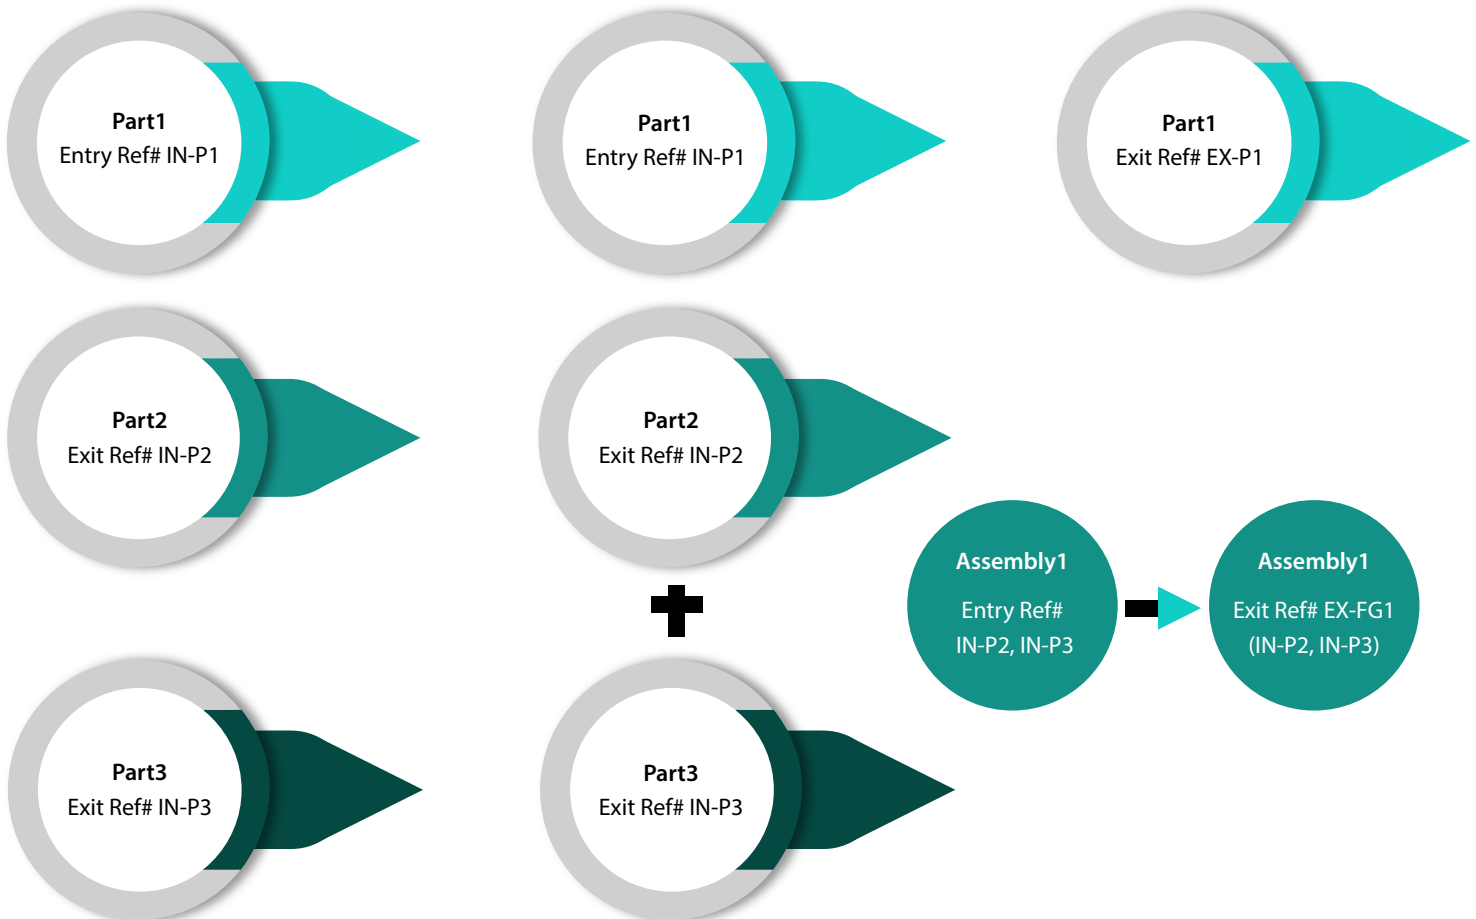 Part1
Entry Ref# IN-P1
Part1
Entry Ref# IN-P1
Part1
Exit Ref# EX-P1
Part2
Exit Ref# IN-P2
Part2
Exit Ref# IN-P2
Assembly1
Entry Ref#
IN-P2, IN-P3
Assembly1
Exit Ref# EX-FG1
(IN-P2, IN-P3)
Part3
Exit Ref# IN-P3
Part3
Exit Ref# IN-P3